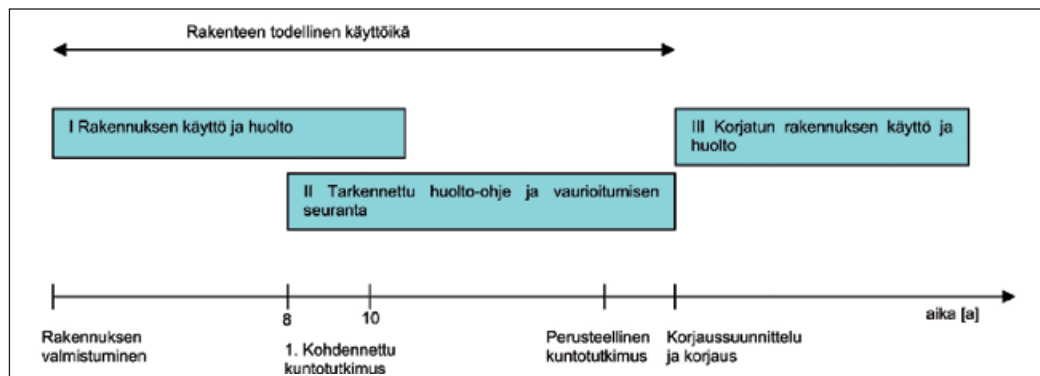 Rakenteen todellinen käyttöikä
I Rakennuksen käyttö ja huolto
III Korjatun rakennuksen käyttö ja
huolto
II Tarkennettu huolto-ohje ja vaurioitumisen
seuranta
8
10
aika [a]
Rakennuksen
valmistuminen
1. Kohdennettu
kuntotutkimus
Perusteellinen
kuntotutkimus
Korjaussuunnittelu
ja korjaus